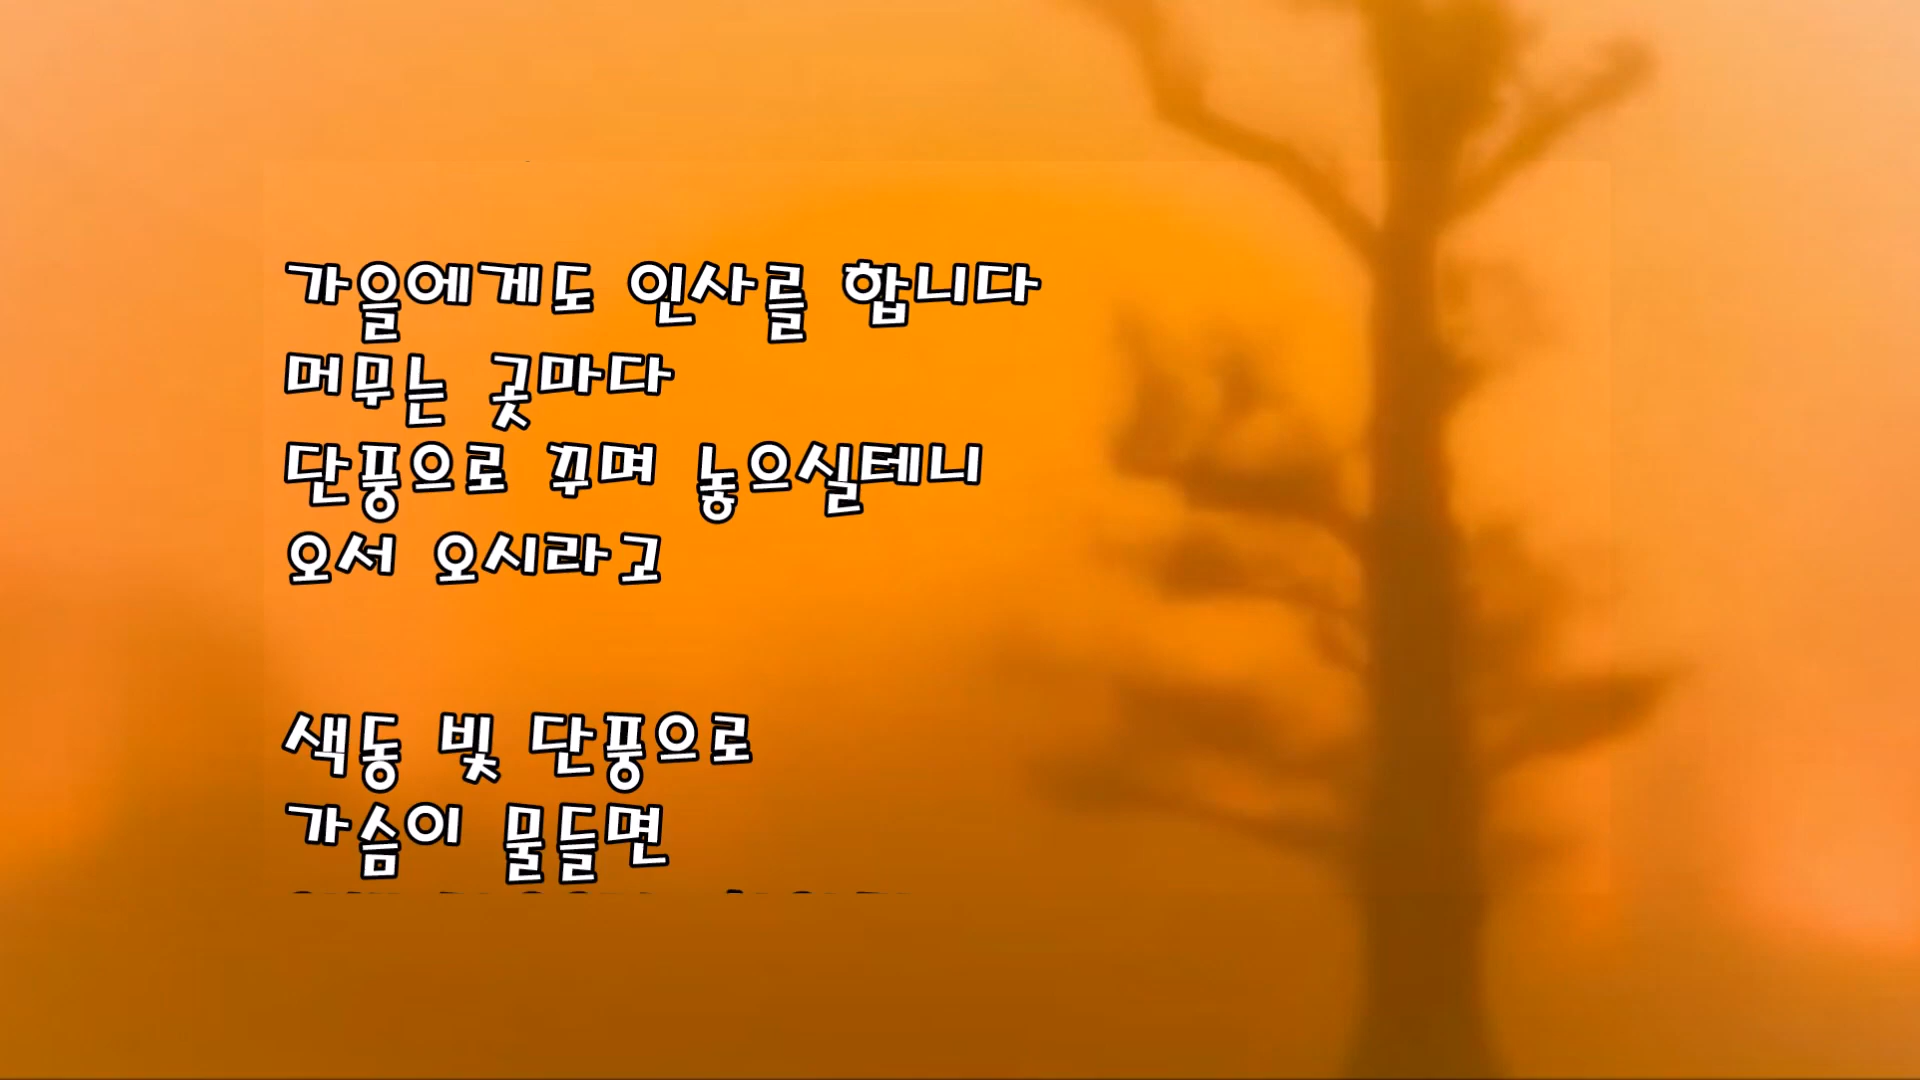 가을에게도 인사를 합니다
머무는 곳마다
단풍으로 꾸며 놓으실테니
오서 오시라고
색동 빛 단풍으로
가슴이 물들면